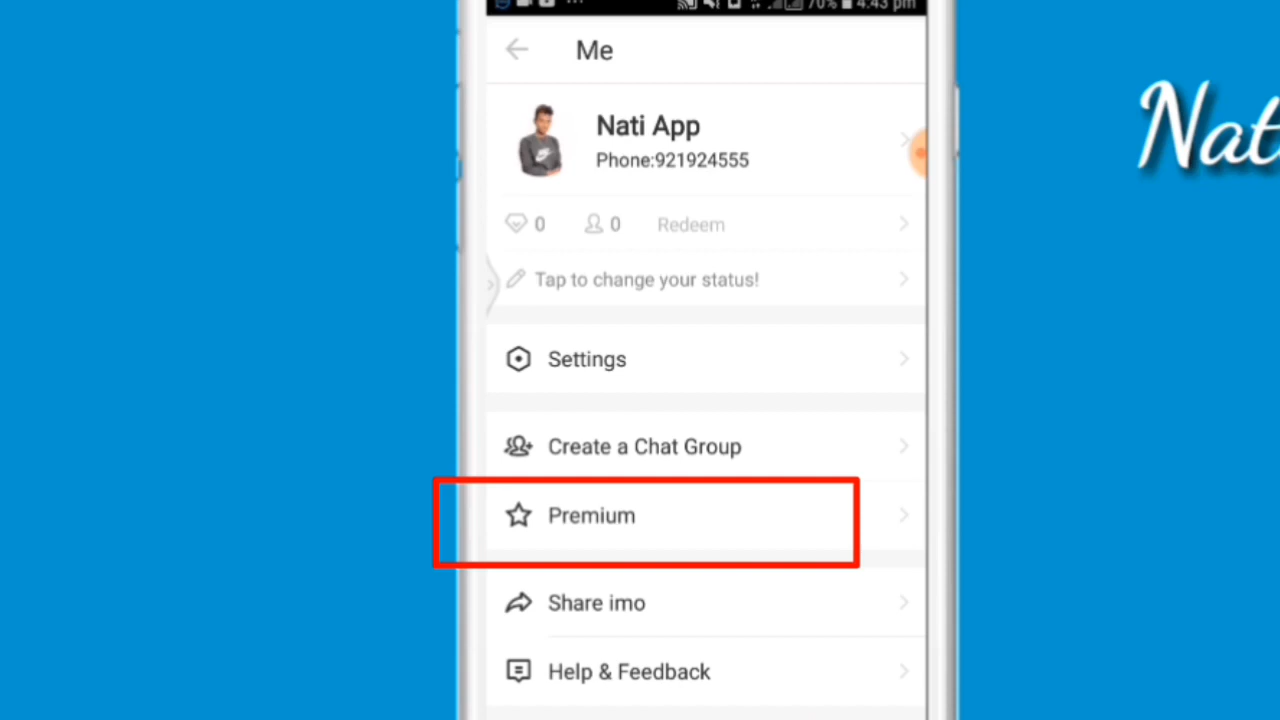 70% 4:43 pm
Me
Nati App
Phone:921924555
0 0 Redeem
Tap to change your status!
Settings
Create a Chat Group
Premium
Share imo
Help & Feedback
Nat